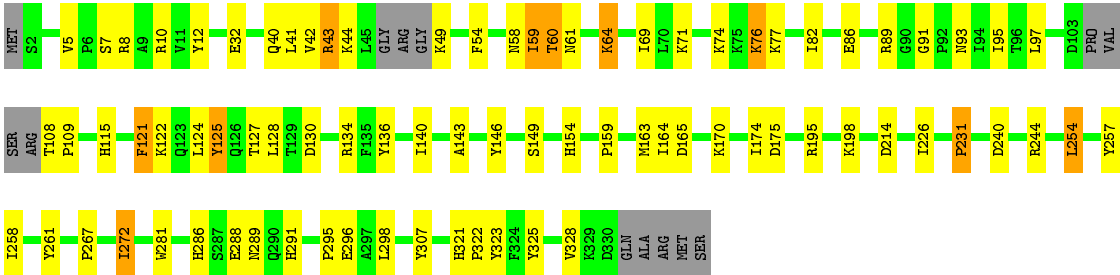 MET S2 V5 P6 S7 R8 A9 R10 V11 Y12 E32 Q40 L41 V42 R43 K44 L45 GLY ARG GLY K49 F54 N58 I59 T60 N61 K64 I69 L70 K71 K74 K75 K76 K77 I82 E86 R89 G90 G91 P92 N93 I94 I95 T96 L97 D103 PRO VAL
SER ARG T108 P109 H115 F121 K122 Q123 L124 Y125 Q126 T127 L128 T129 D130 R134 F135 Y136 I140 A143 Y146 S149 H154 P159 M163 I164 D165 K170 I174 D175 R195 K198 D214 I226 P231 D240 R244 L254 Y257
I258 Y261 P267 I272 W281 H286 S287 E288 N289 Q290 H291 P295 E296 A297 L298 Y307 H321 P322 Y323 F324 Y325 V328 K329 D330 GLN ALA ARG MET SER